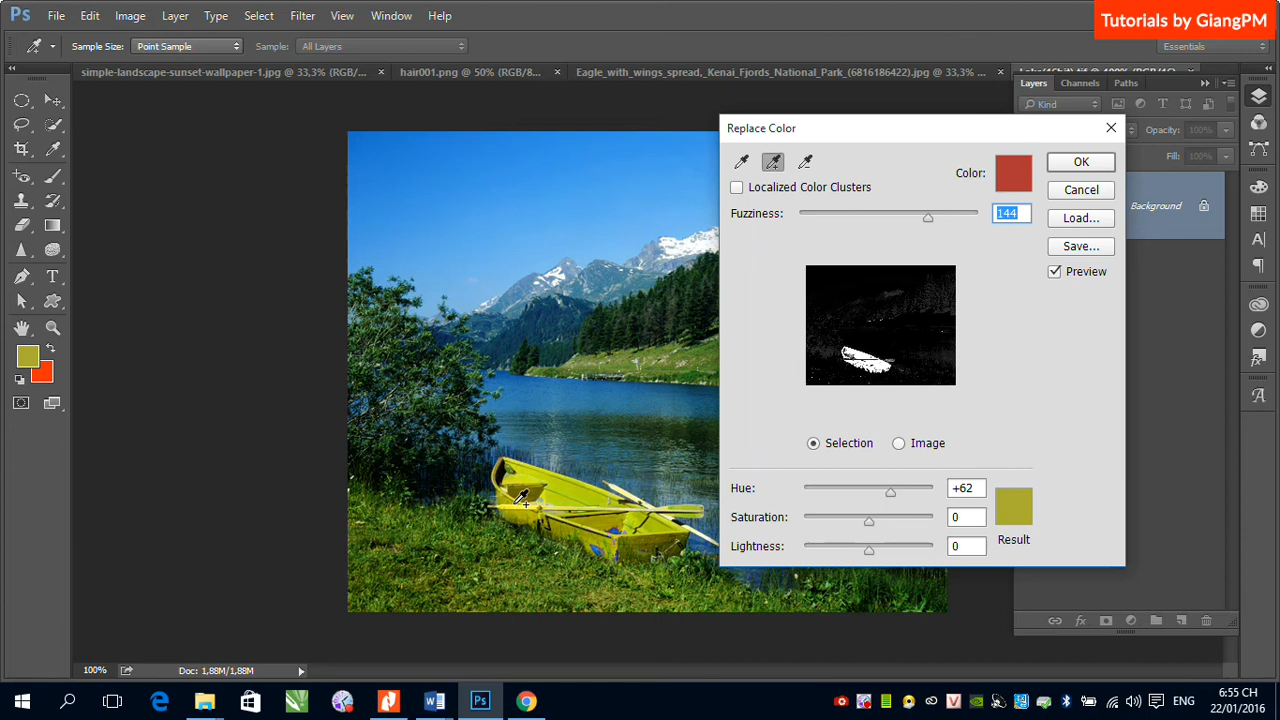 Ps File Edit Image Layer Type Select Filter View Window Help
Tutorials by GiangPM
Sample Size: Point Sample Sample: All Layers Essentials
simple-landscape-sunset-wallpaper-1.jpg @ 33,3% (RGB/... × hair001.png @ 50% (RGB/8... × Eagle_with_wings_spread,_Kenai_Fjords_National_Park_(6816186422).jpg @ 33,3% ... ×
Layers Channels Paths
Kind
Opacity: 100%
Fill: 100%
Background
Replace Color
Localized Color Clusters
Color:
OK
Cancel
Fuzziness: 144
Load...
Save...
Preview
Selection Image
Hue: +62
Saturation: 0
Result
Lightness: 0
100% Doc: 1,88M/1,88M
ENG
6:55 CH
22/01/2016